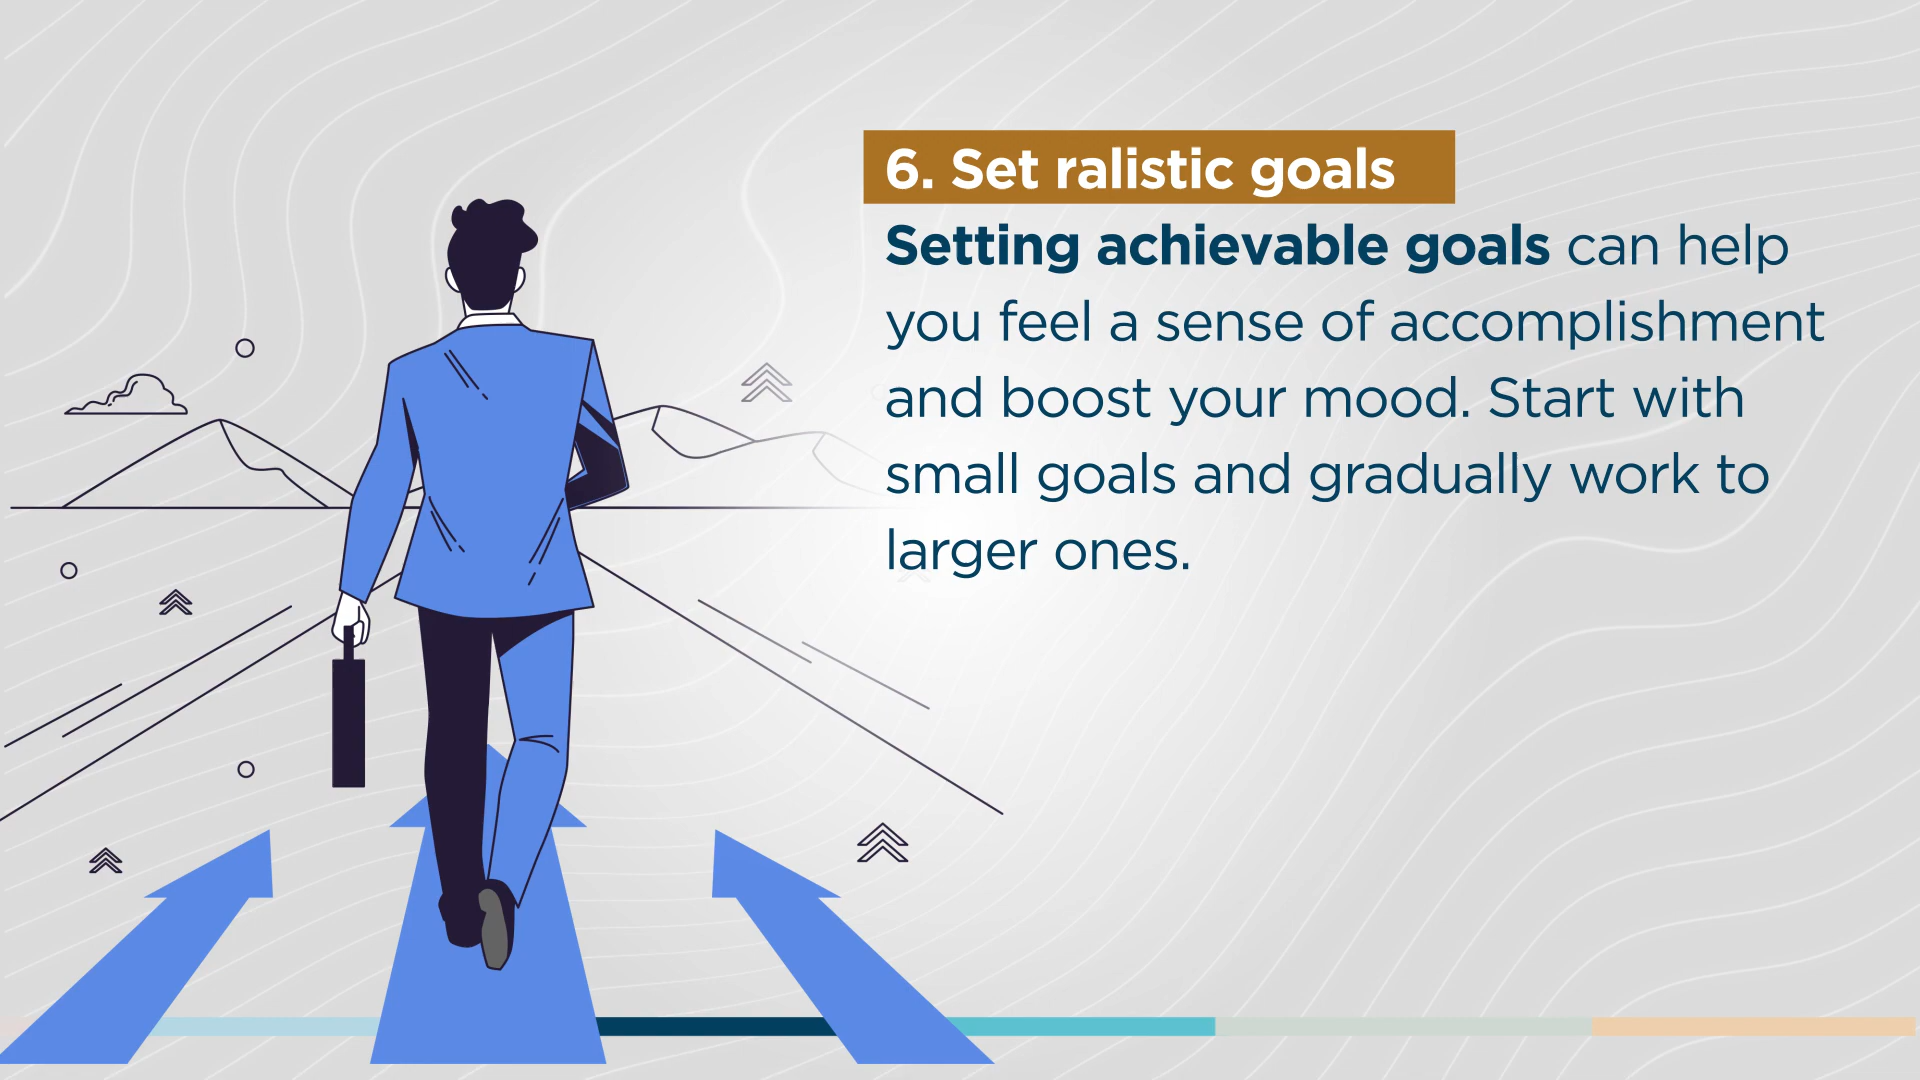 6. Set ralistic goals
Setting achievable goals can help
you feel a sense of accomplishment
and boost your mood. Start with
small goals and gradually work to
larger ones.